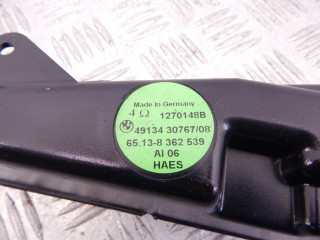 Made in Germany
4 Ω 1270148B
49134 30767/08
65.13-8 362 539
AI 06
HAES